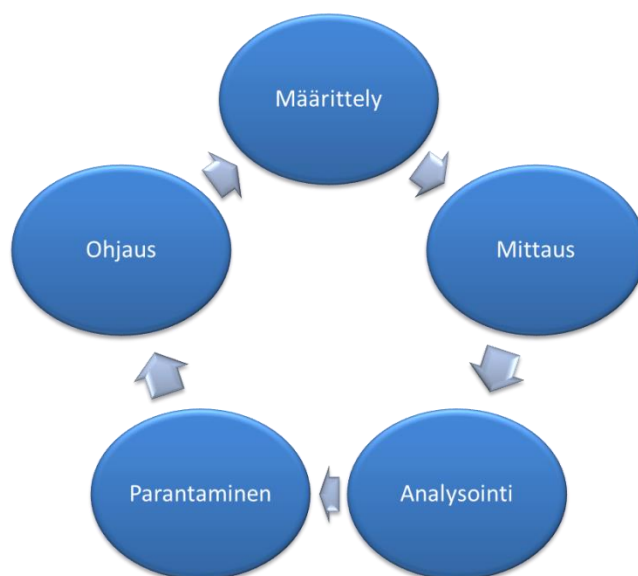 Määrittely
Mittaus
Analysointi
Parantaminen
Ohjaus